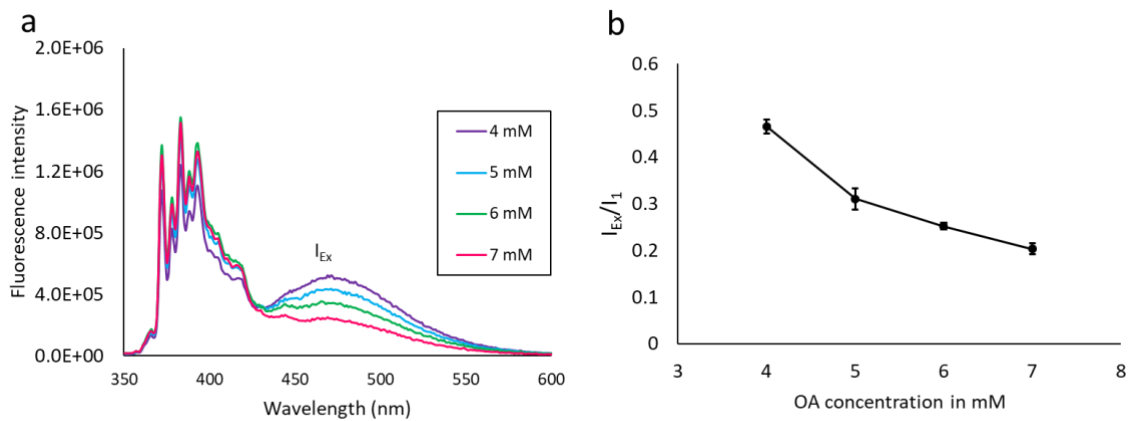 a
2.0E+06
1.6E+06
1.2E+06
8.0E+05
4.0E+05
0.0E+00
Fluorescence intensity
350
400
450
500
550
600
Wavelength (nm)
I_Ex
4 mM
5 mM
6 mM
7 mM
b
0.6
0.5
0.4
0.3
0.2
0.1
0
I_Ex/I_1
3
4
5
6
7
8
OA concentration in mM